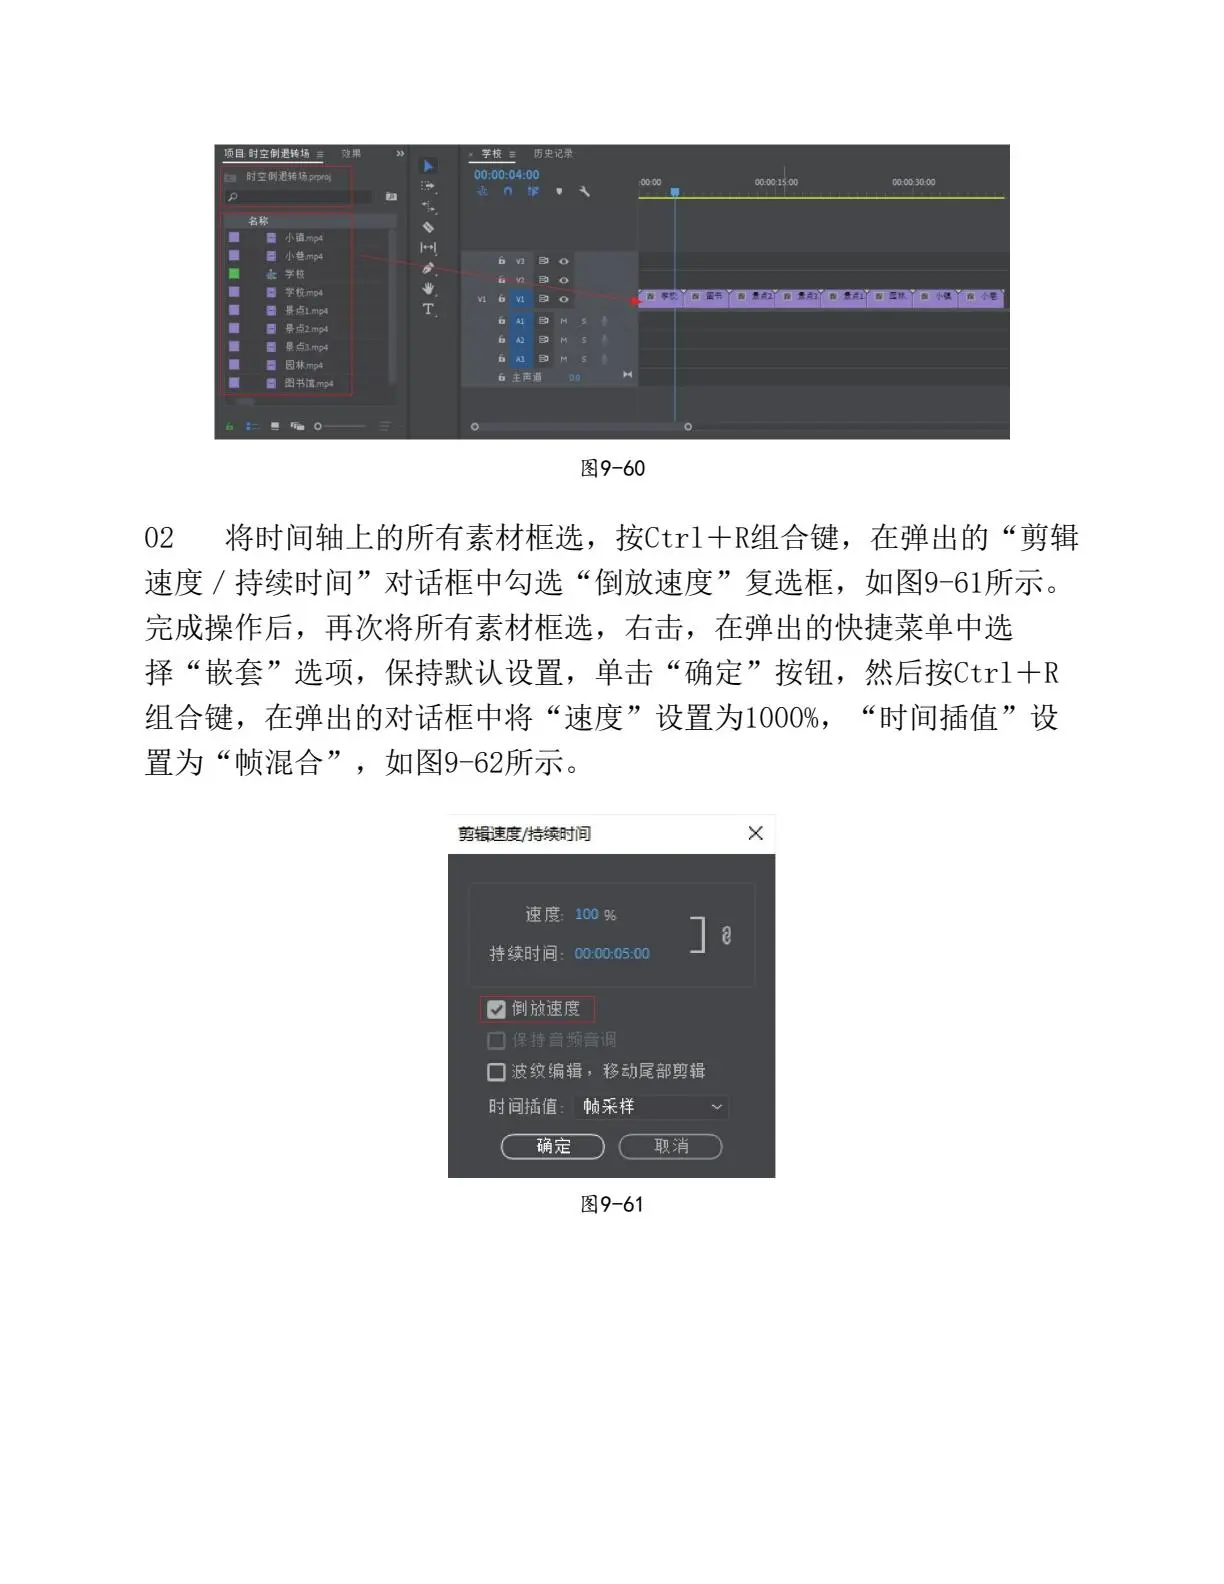 项目:时空倒退转场
效果
时空倒退转场.prproj
名称
小镇.mp4
小巷.mp4
学校
学校.mp4
景点1.mp4
景点2.mp4
景点3.mp4
园林.mp4
图书馆.mp4
学校
历史记录
00:00:04:00
:00:00
00:00:15:00
00:00:30:00
V3
V2
V1 V1
学校 图书 景点2 景点3 景点1 园林 小镇 小巷
A1 M S
A2 M S
A3 M S
主声道 0.0
图9-60
02 将时间轴上的所有素材框选，按Ctrl＋R组合键，在弹出的“剪辑
速度／持续时间”对话框中勾选“倒放速度”复选框，如图9-61所示。
完成操作后，再次将所有素材框选，右击，在弹出的快捷菜单中选
择“嵌套”选项，保持默认设置，单击“确定”按钮，然后按Ctrl＋R
组合键，在弹出的对话框中将“速度”设置为1000%，“时间插值”设
置为“帧混合”，如图9-62所示。
剪辑速度/持续时间
速度: 100 %
持续时间: 00:00:05:00
倒放速度
保持音频音调
波纹编辑，移动尾部剪辑
时间插值: 帧采样
确定 取消
图9-61